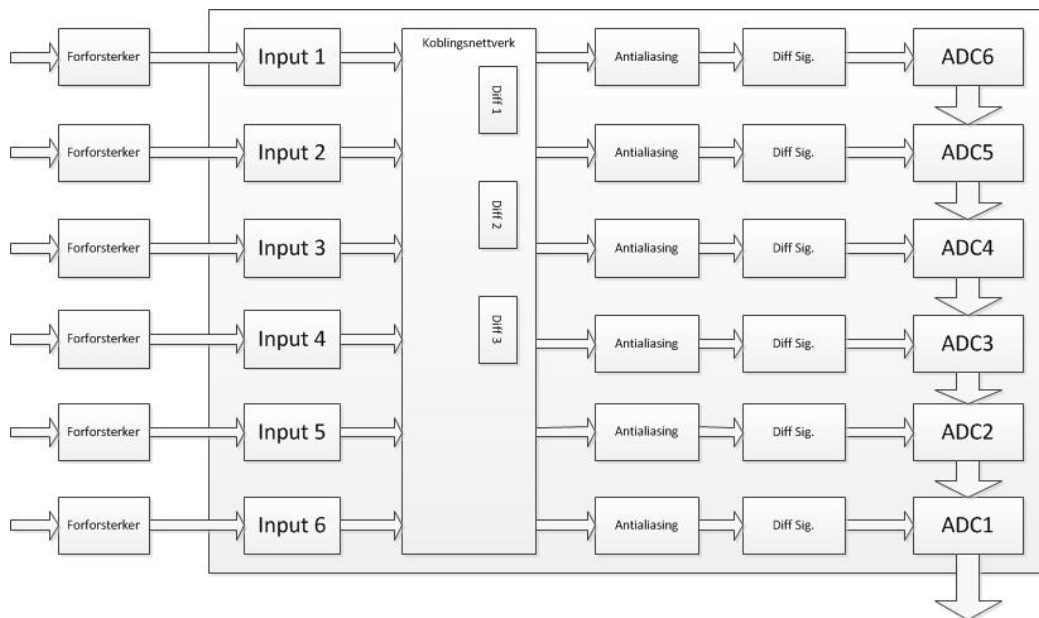 Koblingsnettverk
Forforsterker
Input 1
Diff 1
Antialiasing
Diff Sig.
ADC6
Forforsterker
Input 2
Antialiasing
Diff Sig.
ADC5
Forforsterker
Input 3
Diff 2
Antialiasing
Diff Sig.
ADC4
Forforsterker
Input 4
Diff 3
Antialiasing
Diff Sig.
ADC3
Forforsterker
Input 5
Antialiasing
Diff Sig.
ADC2
Forforsterker
Input 6
Antialiasing
Diff Sig.
ADC1